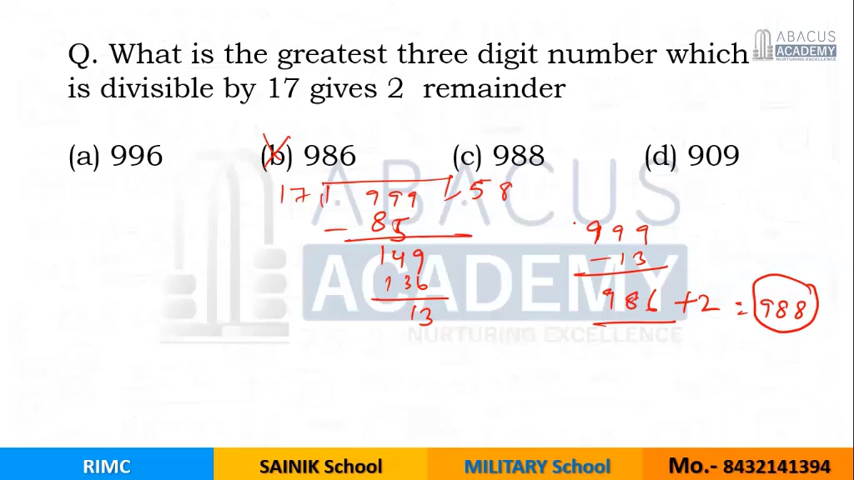 ABACUS
ACADEMY
NURTURING EXCELLENCE
Q. What is the greatest three digit number which
is divisible by 17 gives 2 remainder
(a) 996 (b) 986 (c) 988 (d) 909
17 999 58
- 85
149
136
13
999
- 13
986 + 2 = 988
ABACUS
ACADEMY
NURTURING EXCELLENCE
RIMC SAINIK School MILITARY School Mo.- 8432141394